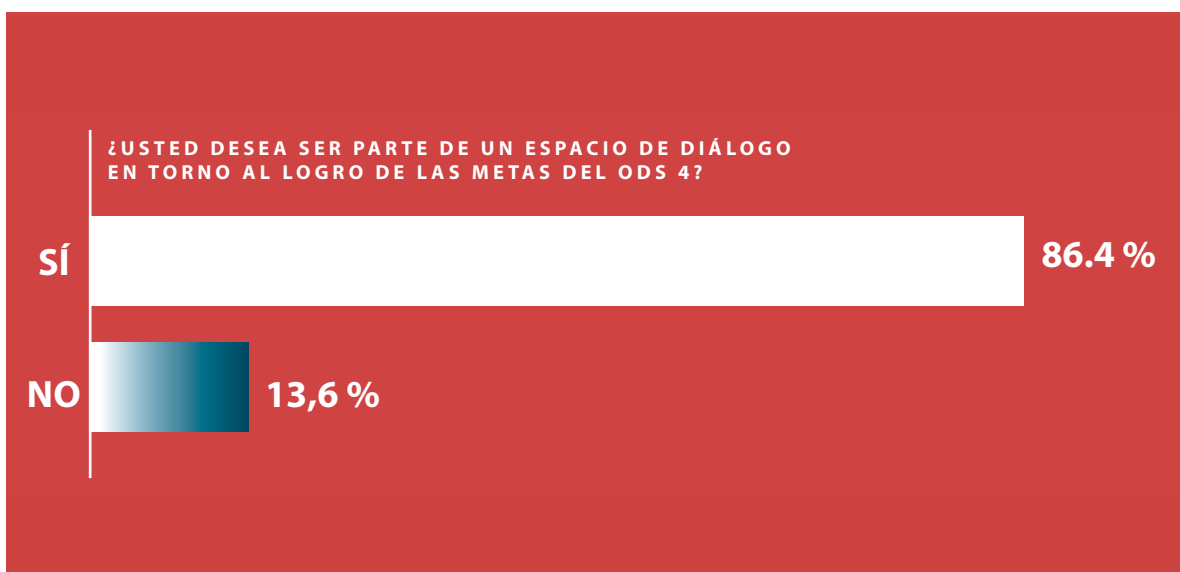 ¿USTED DESEA SER PARTE DE UN ESPACIO DE DIÁLOGO
EN TORNO AL LOGRO DE LAS METAS DEL ODS 4?
SÍ 86.4 %
NO 13,6 %